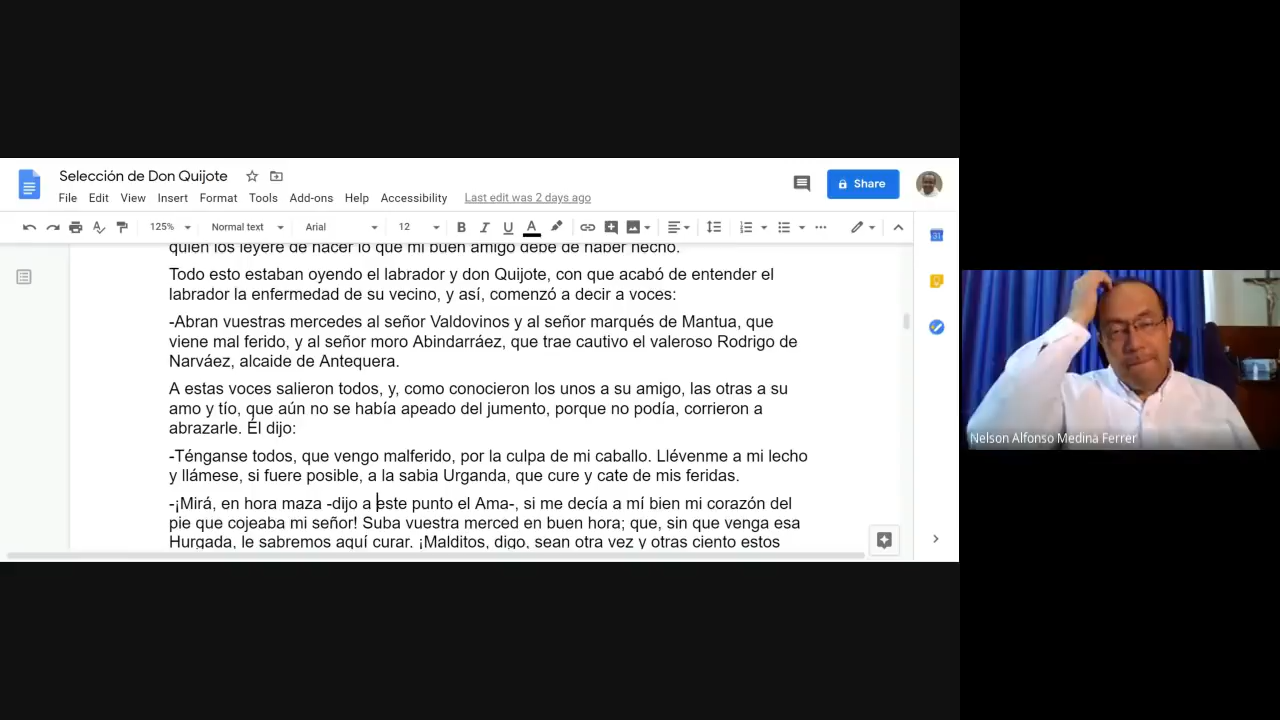 Selección de Don Quijote
File Edit View Insert Format Tools Add-ons Help Accessibility Last edit was 2 days ago
Share
125% Normal text Arial 12 B I U A
quien los leyere de hacer lo que mi buen amigo debe de haber hecho.
Todo esto estaban oyendo el labrador y don Quijote, con que acabó de entender el
labrador la enfermedad de su vecino, y así, comenzó a decir a voces:
-Abran vuestras mercedes al señor Valdovinos y al señor marqués de Mantua, que
viene mal ferido, y al señor moro Abindarráez, que trae cautivo el valeroso Rodrigo de
Narváez, alcaide de Antequera.
A estas voces salieron todos, y, como conocieron los unos a su amigo, las otras a su
amo y tío, que aún no se había apeado del jumento, porque no podía, corrieron a
abrazarle. Él dijo:
-Ténganse todos, que vengo malferido, por la culpa de mi caballo. Llévenme a mi lecho
y llámese, si fuere posible, a la sabia Urganda, que cure y cate de mis feridas.
-¡Mirá, en hora maza -dijo a este punto el Ama-, si me decía a mí bien mi corazón del
pie que cojeaba mi señor! Suba vuestra merced en buen hora; que, sin que venga esa
Hurgada, le sabremos aquí curar. ¡Malditos, digo, sean otra vez y otras ciento estos
31
Nelson Alfonso Medina Ferrer